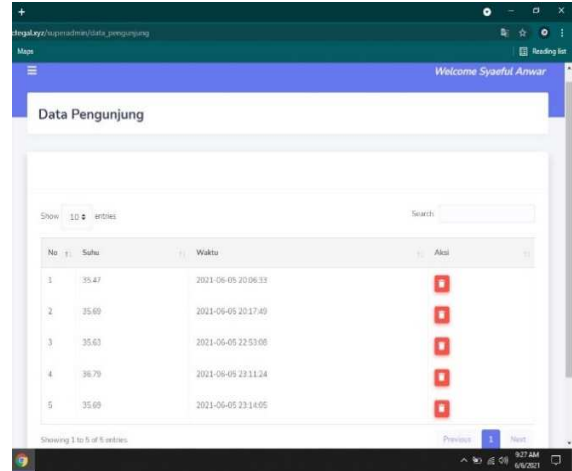 ctegal.xyz/superadmin/data_pengunjung
Maps
Reading list
Welcome Syaeful Anwar
Data Pengunjung
Show 10 entries
Search:
No Suhu Waktu Aksi
1 35.47 2021-06-05 20:06:33
2 35.69 2021-06-05 20:17:49
3 35.63 2021-06-05 22:53:08
4 36.79 2021-06-05 23:11:24
5 35.69 2021-06-05 23:14:05
Showing 1 to 5 of 5 entries
Previous 1 Next
9:27 AM
6/6/2021